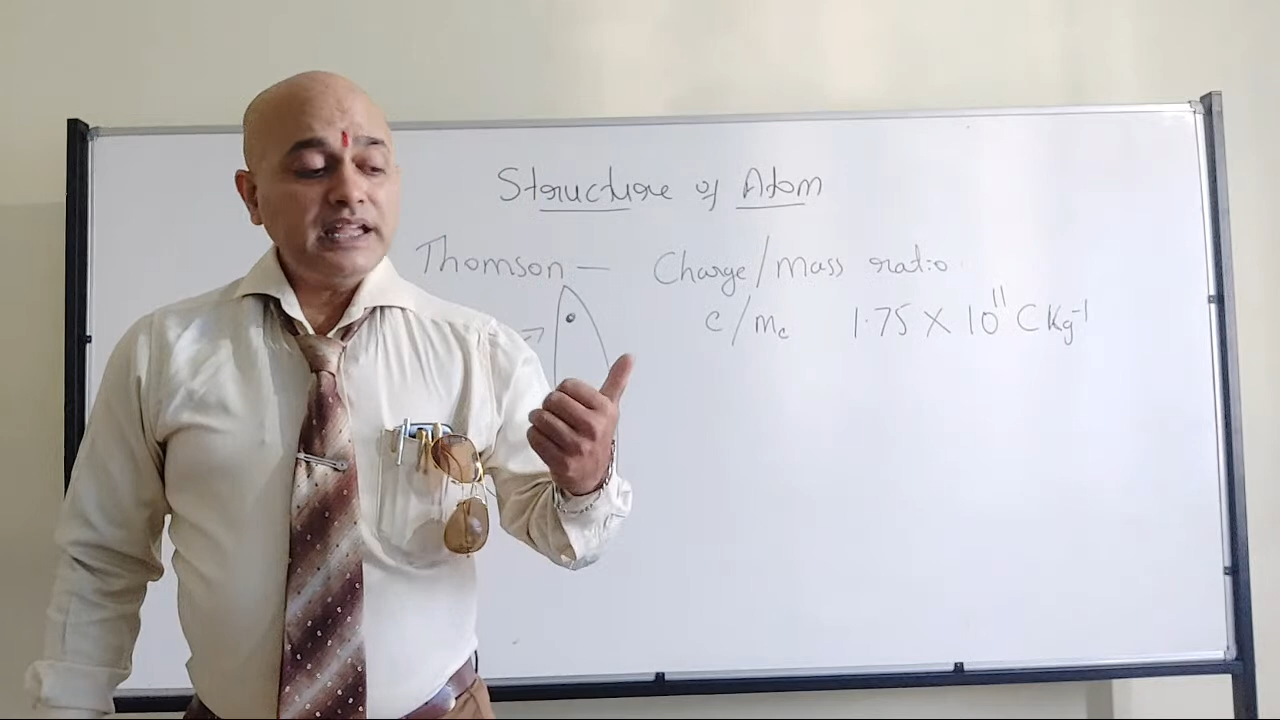 Structure of Atom
Thomson — Charge/mass ratio
e/me 1.75 X 10¹¹ C Kg⁻¹